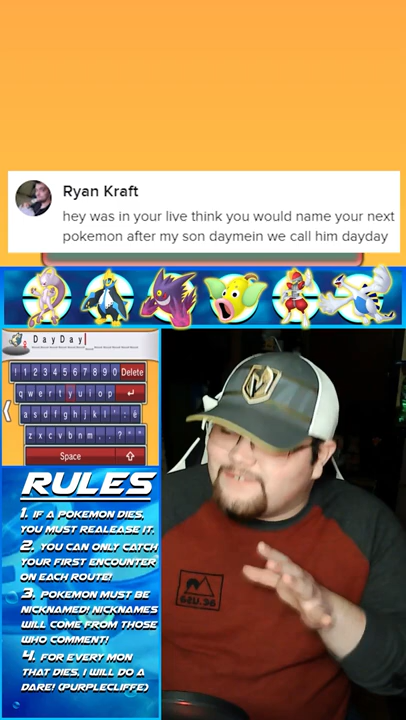 Ryan Kraft
hey was in your live think you would name your next
pokemon after my son daymein we call him dayday
DayDay
1 2 3 4 5 6 7 8 9 0 Delete
q w e r t y u i o p
a s d f g h j k l
z x c v b n m , .
Space
RULES
1. IF A POKEMON DIES,
YOU MUST REALEASE IT.
2. YOU CAN ONLY CATCH
YOUR FIRST ENCOUNTER
ON EACH ROUTE!
3. POKEMON MUST BE
NICKNAMED! NICKNAMES
WILL COME FROM THOSE
WHO COMMENT!
4. FOR EVERY MON
THAT DIES, I WILL DO A
DARE! (PURPLECLIFFE)